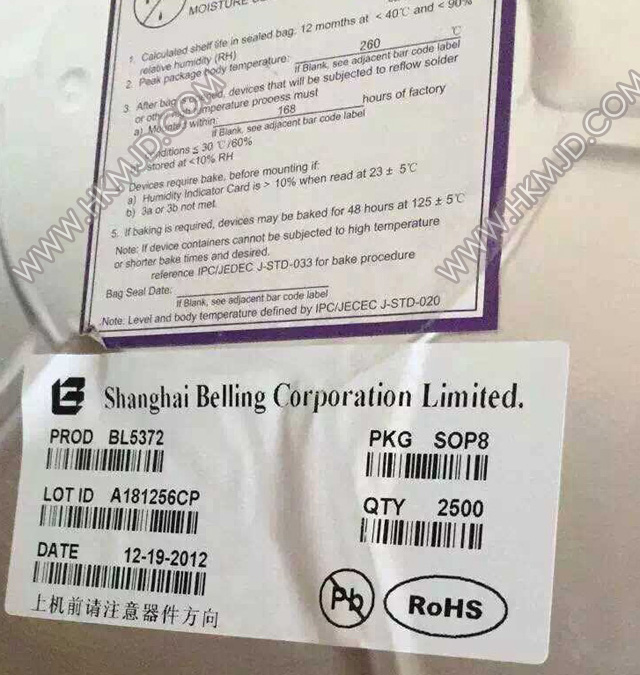 MOISTURE
1. Calculated shelf life in sealed bag: 12 momths at < 40℃ and < 90%
relative humidity (RH)
2. Peak package body temperature: 260 ℃
If Blank, see adjacent bar code label
3. After bag opened, devices that will be subjected to reflow solder
or other temperature process must
a) Mounted within: 168 hours of factory
If Blank, see adjacent bar code label
conditions ≤ 30 ℃/60%
stored at <10% RH
Devices require bake, before mounting if:
a) Humidity Indicator Card is > 10% when read at 23 ± 5℃
b) 3a or 3b not met.
5. If baking is required, devices may be baked for 48 hours at 125 ± 5℃
Note: If device containers cannot be subjected to high temperature
or shorter bake times and desired.
reference IPC/JEDEC J-STD-033 for bake procedure
Bag Seal Date:
If Blank, see adjacent bar code label
Note: Level and body temperature defined by IPC/JECEC J-STD-020
Shanghai Belling Corporation Limited.
PROD BL5372
PKG SOP8
LOT ID A181256CP
QTY 2500
DATE 12-19-2012
上机前请注意器件方向
Pb
RoHS
WWW.HKMJD.COM
WWW.HKMJD.COM